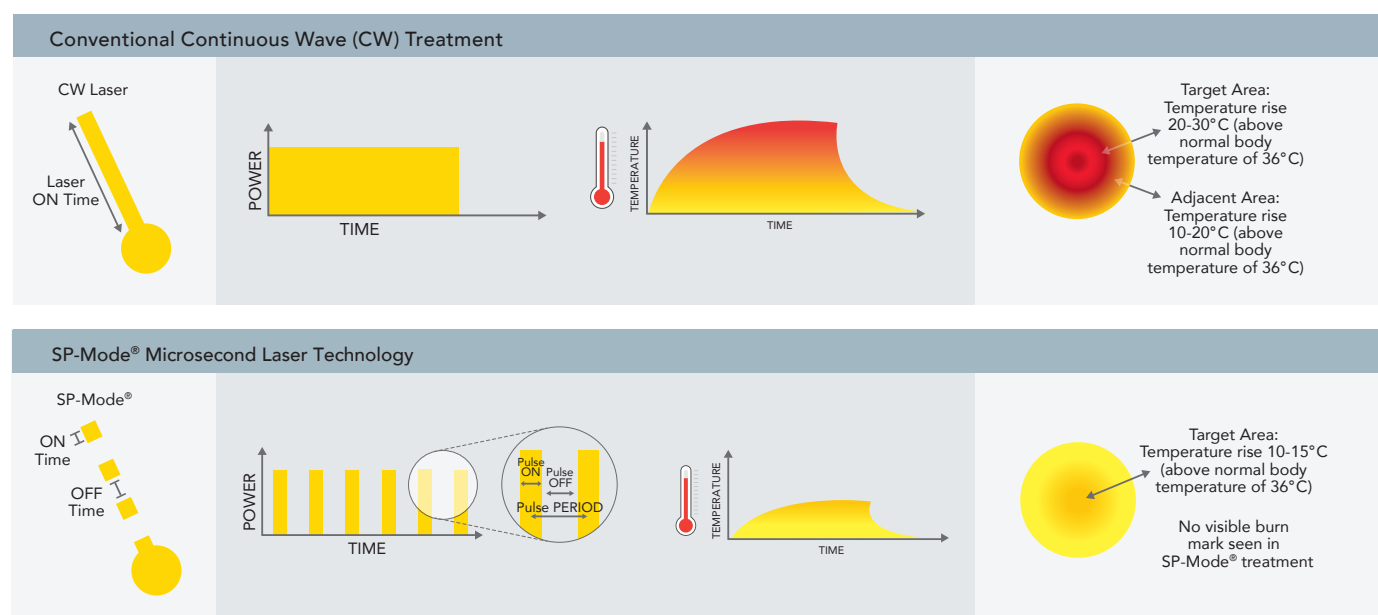 Conventional Continuous Wave (CW) Treatment
CW Laser
Laser
ON Time
POWER
TIME
TEMPERATURE
TIME
Target Area:
Temperature rise
20-30°C (above
normal body
temperature of 36°C)
Adjacent Area:
Temperature rise
10-20°C (above
normal body
temperature of 36°C)
SP-Mode® Microsecond Laser Technology
SP-Mode®
ON
Time
OFF
Time
POWER
TIME
Pulse
ON
Pulse
OFF
Pulse PERIOD
TEMPERATURE
TIME
Target Area:
Temperature rise 10-15°C
(above normal body
temperature of 36°C)
No visible burn
mark seen in
SP-Mode® treatment